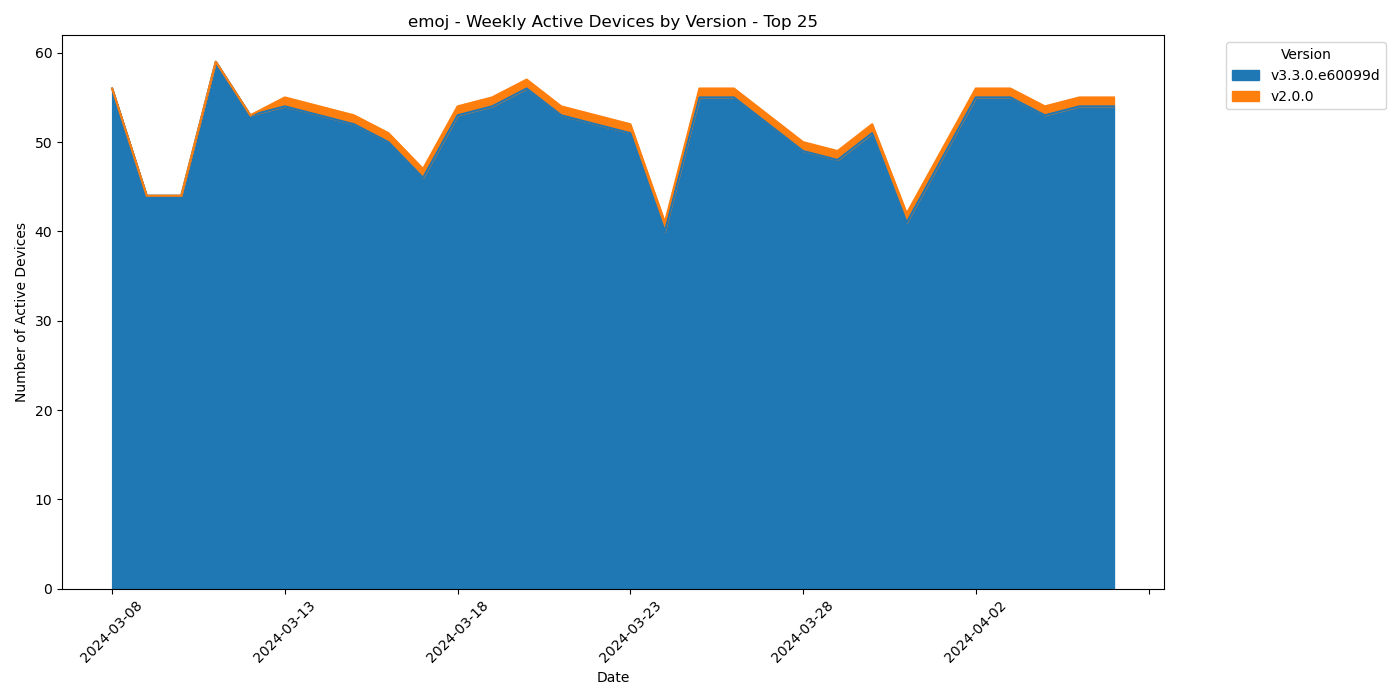 emoj - Weekly Active Devices by Version - Top 25
Version
v3.3.0.e60099d
v2.0.0
Number of Active Devices
60
50
40
30
20
10
0
2024-03-08
2024-03-13
2024-03-18
2024-03-23
2024-03-28
2024-04-02
Date